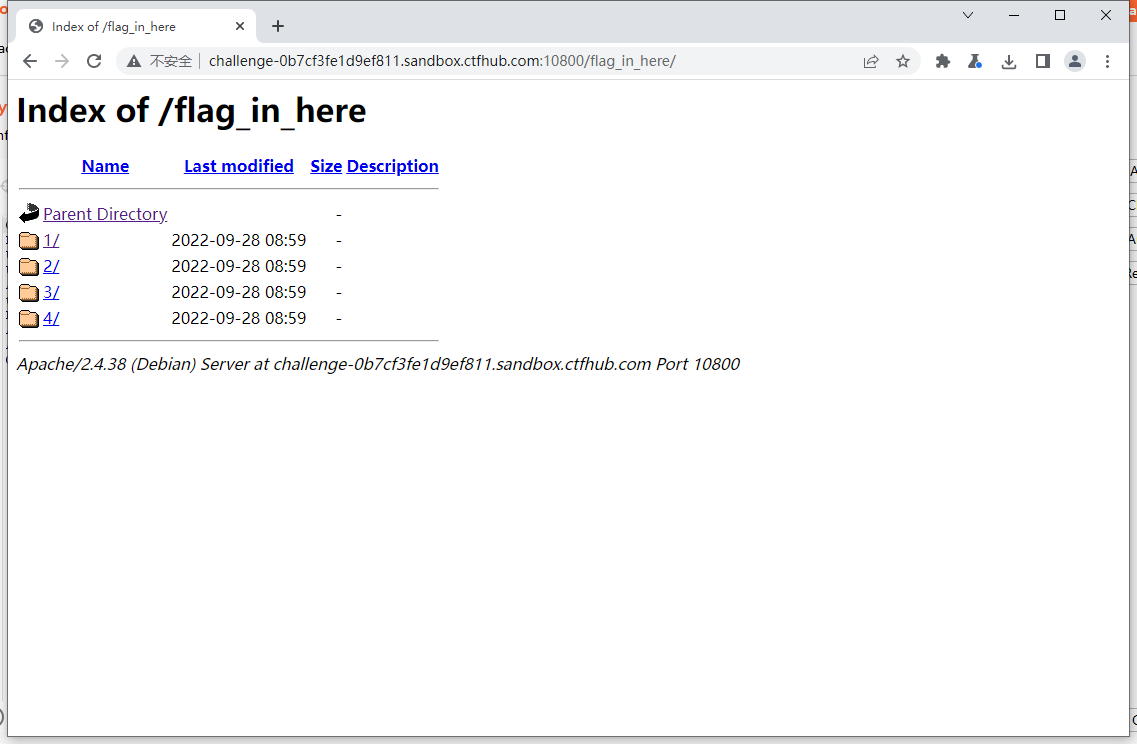 Index of /flag_in_here
不安全 challenge-0b7cf3fe1d9ef811.sandbox.ctfhub.com:10800/flag_in_here/
Index of /flag_in_here
Name Last modified Size Description
Parent Directory -
1/ 2022-09-28 08:59 -
2/ 2022-09-28 08:59 -
3/ 2022-09-28 08:59 -
4/ 2022-09-28 08:59 -
Apache/2.4.38 (Debian) Server at challenge-0b7cf3fe1d9ef811.sandbox.ctfhub.com Port 10800